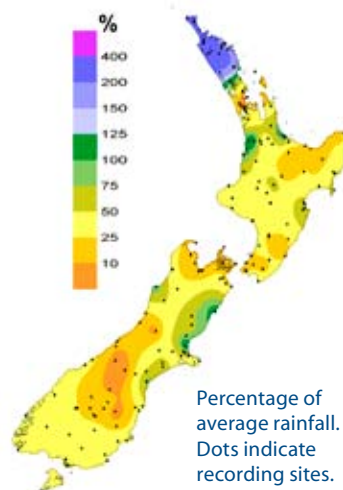 %
400
200
150
125
100
75
50
25
10
Percentage of
average rainfall.
Dots indicate
recording sites.